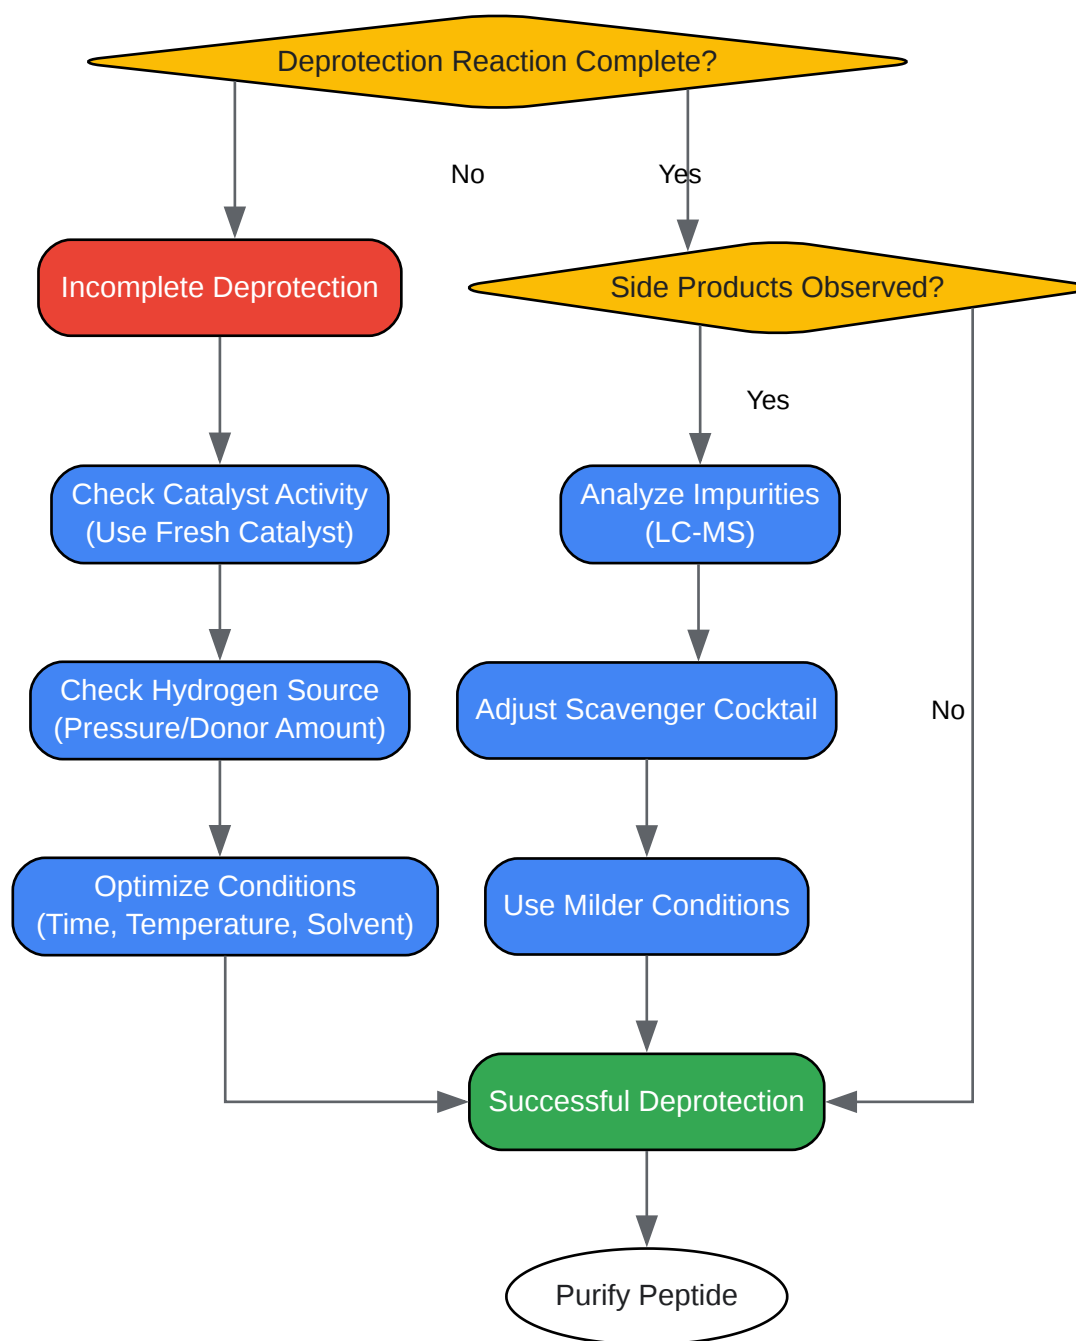 Deprotection Reaction Complete?
No
Yes
Incomplete Deprotection
Side Products Observed?
Yes
Check Catalyst Activity
(Use Fresh Catalyst)
Analyze Impurities
(LC-MS)
Check Hydrogen Source
(Pressure/Donor Amount)
Adjust Scavenger Cocktail
No
Optimize Conditions
(Time, Temperature, Solvent)
Use Milder Conditions
Successful Deprotection
Purify Peptide